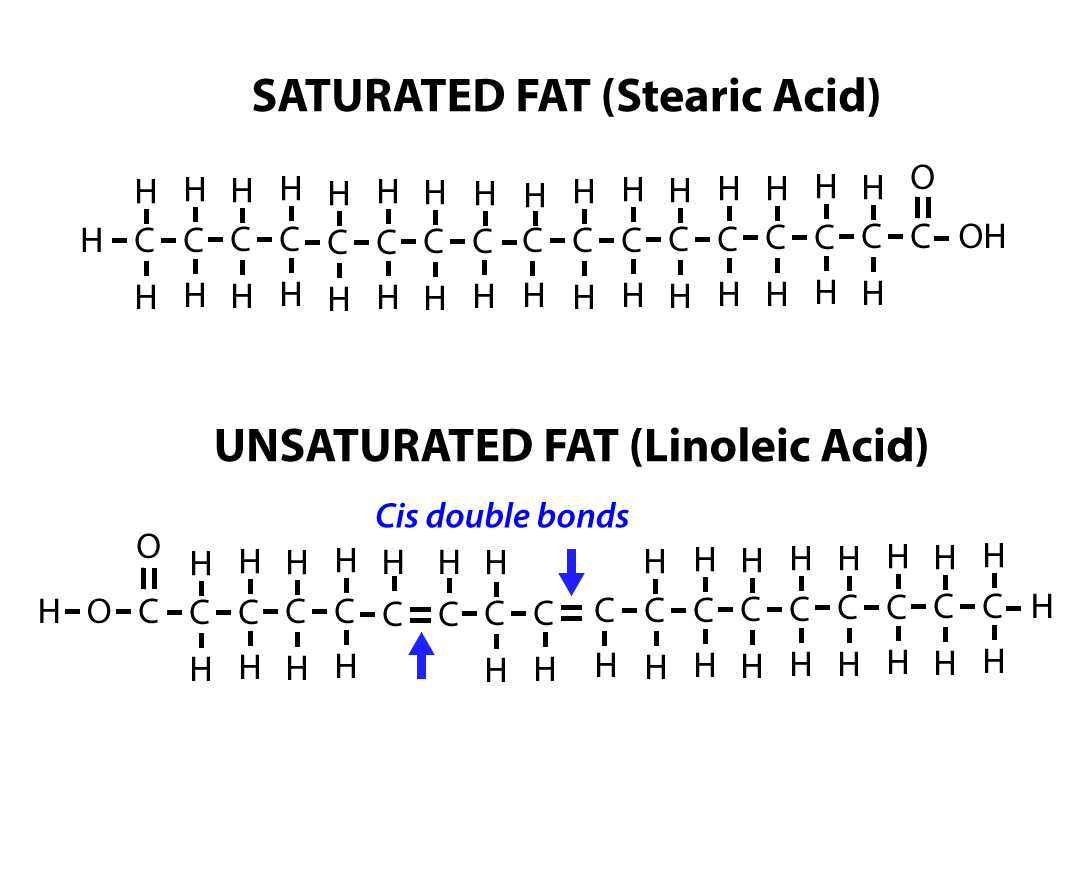 SATURATED FAT (Stearic Acid)
H H H H H H H H H H H H H H H H O
H C C C C C C C C C C C C C C C C C OH
H H H H H H H H H H H H H H H H
UNSATURATED FAT (Linoleic Acid)
Cis double bonds
O H H H H H H H H H H H H H H H
H O C C C C C C C C C = C C C C C C C C C H
H H H H H H H H H H H H H H H